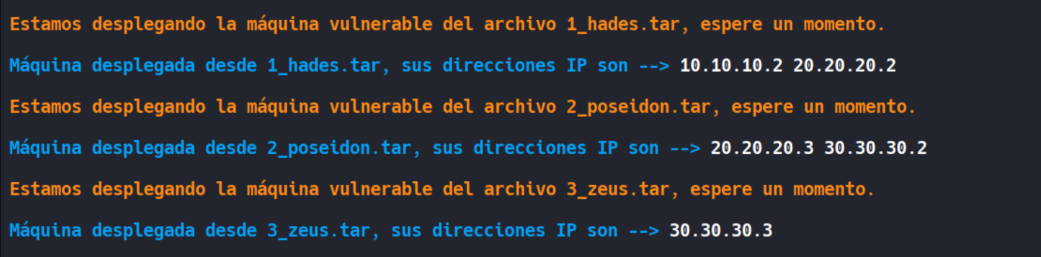 Estamos desplegando la máquina vulnerable del archivo 1_hades.tar, espere un momento.
Máquina desplegada desde 1_hades.tar, sus direcciones IP son --> 10.10.10.2 20.20.20.2
Estamos desplegando la máquina vulnerable del archivo 2_poseidon.tar, espere un momento.
Máquina desplegada desde 2_poseidon.tar, sus direcciones IP son --> 20.20.20.3 30.30.30.2
Estamos desplegando la máquina vulnerable del archivo 3_zeus.tar, espere un momento.
Máquina desplegada desde 3_zeus.tar, sus direcciones IP son --> 30.30.30.3